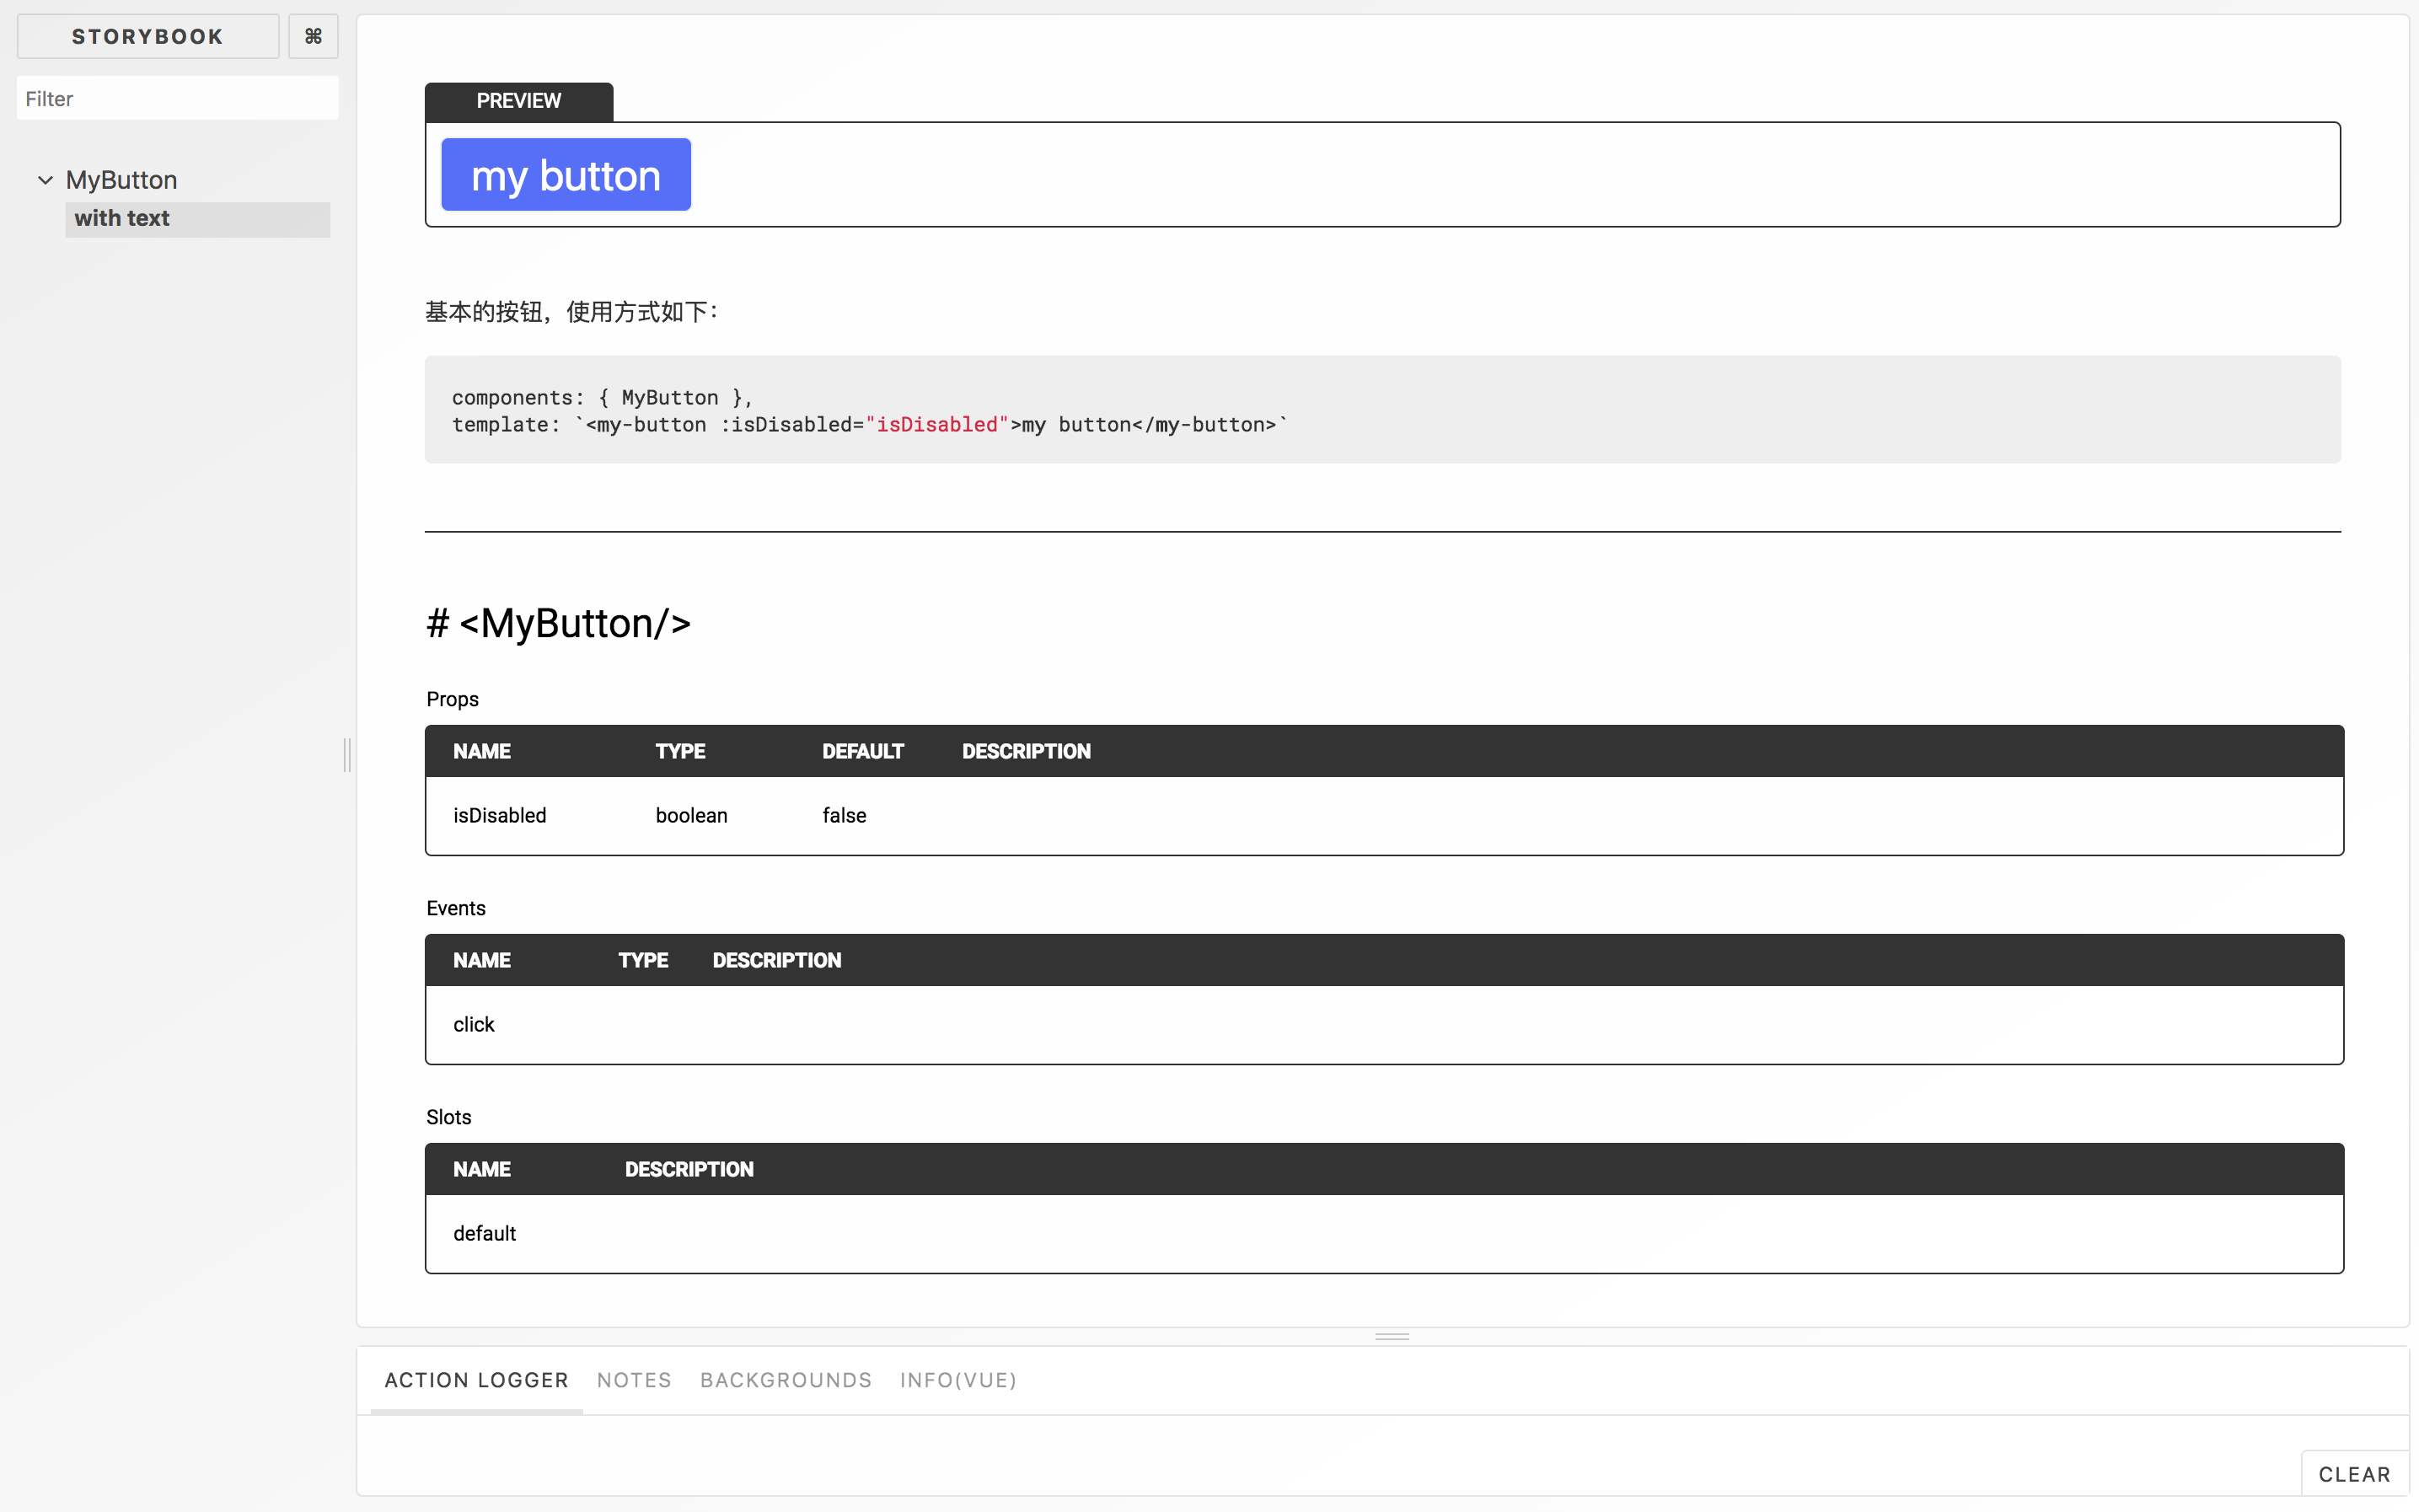 STORYBOOK ⌘
Filter
MyButton
with text
PREVIEW
my button
基本的按钮，使用方式如下：
components: { MyButton },
template: `<my-button :isDisabled="isDisabled">my button</my-button>`
# <MyButton/>
Props
NAME TYPE DEFAULT DESCRIPTION
isDisabled boolean false
Events
NAME TYPE DESCRIPTION
click
Slots
NAME DESCRIPTION
default
ACTION LOGGER NOTES BACKGROUNDS INFO(VUE)
CLEAR